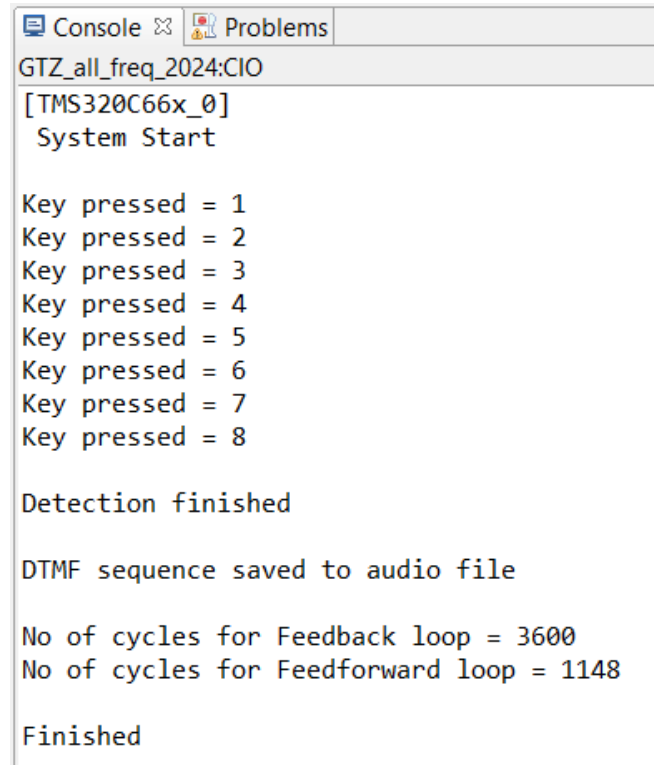 Console Problems
GTZ_all_freq_2024:CIO
[TMS320C66x_0]
System Start
Key pressed = 1
Key pressed = 2
Key pressed = 3
Key pressed = 4
Key pressed = 5
Key pressed = 6
Key pressed = 7
Key pressed = 8
Detection finished
DTMF sequence saved to audio file
No of cycles for Feedback loop = 3600
No of cycles for Feedforward loop = 1148
Finished